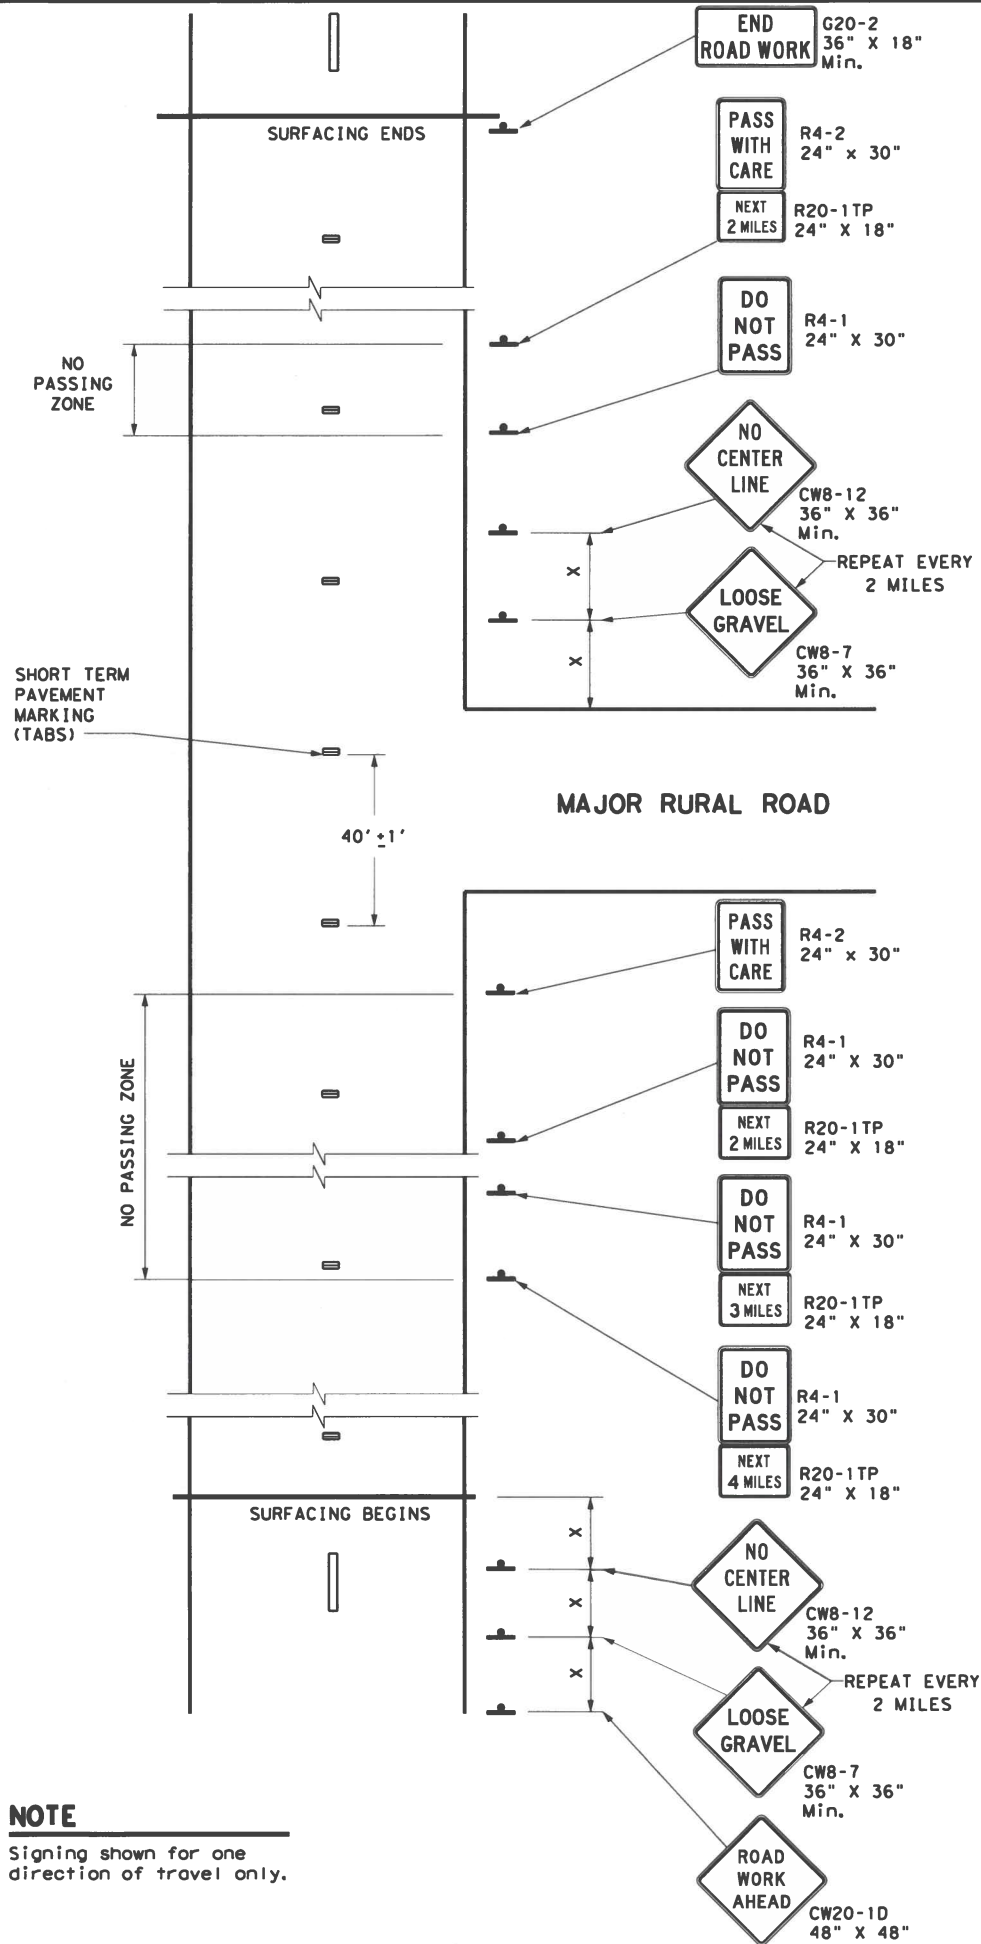 END
ROAD WORK
G20-2
36" X 18"
Min.
SURFACING ENDS
PASS
WITH
CARE
R4-2
24" x 30"
NEXT
2 MILES
R20-1TP
24" X 18"
DO
NOT
PASS
R4-1
24" X 30"
NO
PASSING
ZONE
NO
CENTER
LINE
CW8-12
36" X 36"
Min.
REPEAT EVERY
2 MILES
X
LOOSE
GRAVEL
CW8-7
36" X 36"
Min.
X
SHORT TERM
PAVEMENT
MARKING
(TABS)
MAJOR RURAL ROAD
40' ±1'
PASS
WITH
CARE
R4-2
24" x 30"
DO
NOT
PASS
R4-1
24" X 30"
NEXT
2 MILES
R20-1TP
24" X 18"
NO PASSING ZONE
DO
NOT
PASS
R4-1
24" X 30"
NEXT
3 MILES
R20-1TP
24" X 18"
DO
NOT
PASS
R4-1
24" X 30"
NEXT
4 MILES
R20-1TP
24" X 18"
SURFACING BEGINS
X
NO
CENTER
LINE
CW8-12
36" X 36"
Min.
X
REPEAT EVERY
2 MILES
X
LOOSE
GRAVEL
CW8-7
36" X 36"
Min.
NOTE
Signing shown for one
direction of travel only.
ROAD
WORK
AHEAD
CW20-1D
48" X 48"